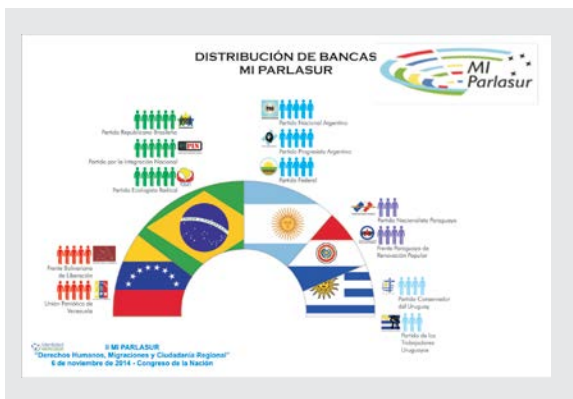 DISTRIBUCIÓN DE BANCAS
MI PARLASUR
MI
Parlasur
Partido Republicano Brasileño
Partido por la Integración Nacional
Partido Ecologista Radical
Partido Nacional Argentino
Partido Progresista Argentino
Partido Federal
Frente Bolivariano
de Liberación
Unión Patriótica de
Venezuela
Partido Nacionalista Paraguayo
Frente Paraguayo de
Renovación Popular
Partido Conservador
del Uruguay
Partido de los
Trabajadores
Uruguayos
II MI PARLASUR
"Derechos Humanos, Migraciones y Ciudadanía Regional"
6 de noviembre de 2014 - Congreso de la Nación